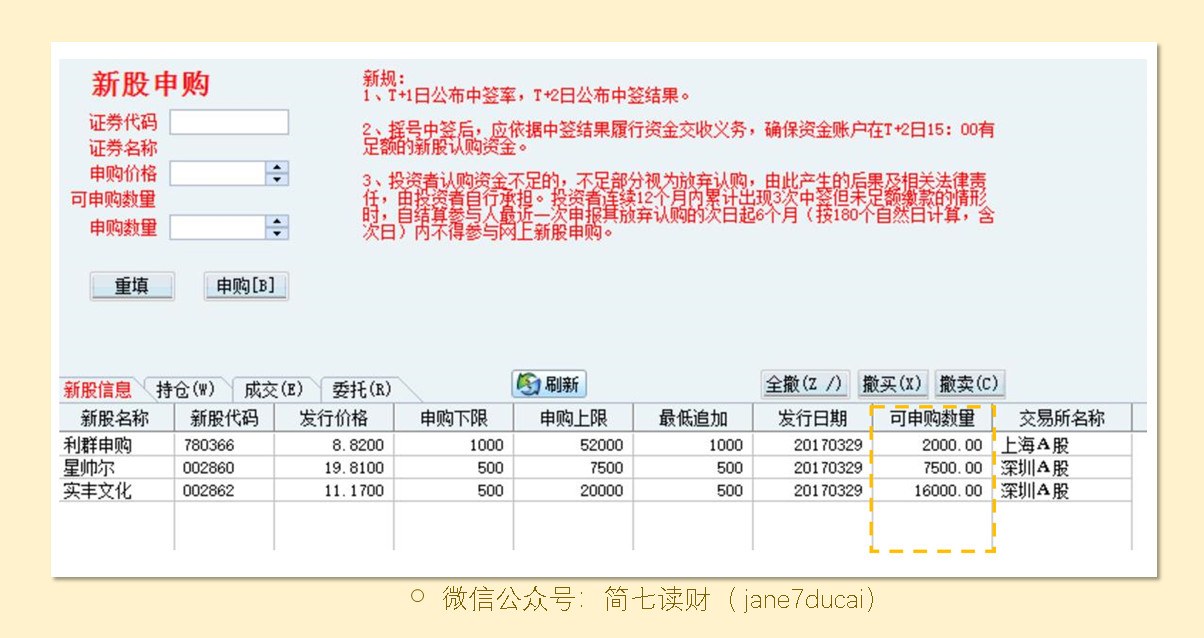 新股申购
证券代码
证券名称
申购价格
可申购数量
申购数量
重填 申购[B]
新规:
1、T+1日公布中签率，T+2日公布中签结果。
2、摇号中签后，应依据中签结果履行资金交收义务，确保资金账户在T+2日15：00有
足额的新股认购资金。
3、投资者认购资金不足的，不足部分视为放弃认购，由此产生的后果及相关法律责
任，由投资者自行承担。投资者连续12个月内累计出现3次中签但未足额缴款的情形
时，自结算参与人最近一次申报其放弃认购的次日起6个月（按180个自然日计算，含
次日）内不得参与网上新股申购。
新股信息 持仓(W) 成交(E) 委托(R) 刷新 全撤(Z /) 撤买(X) 撤卖(C)
新股名称 新股代码 发行价格 申购下限 申购上限 最低追加 发行日期 可申购数量 交易所名称
利群申购 780366 8.8200 1000 52000 1000 20170329 2000.00 上海A股
星帅尔 002860 19.8100 500 7500 500 20170329 7500.00 深圳A股
实丰文化 002862 11.1700 500 20000 500 20170329 16000.00 深圳A股
微信公众号：简七读财（jane7ducai）